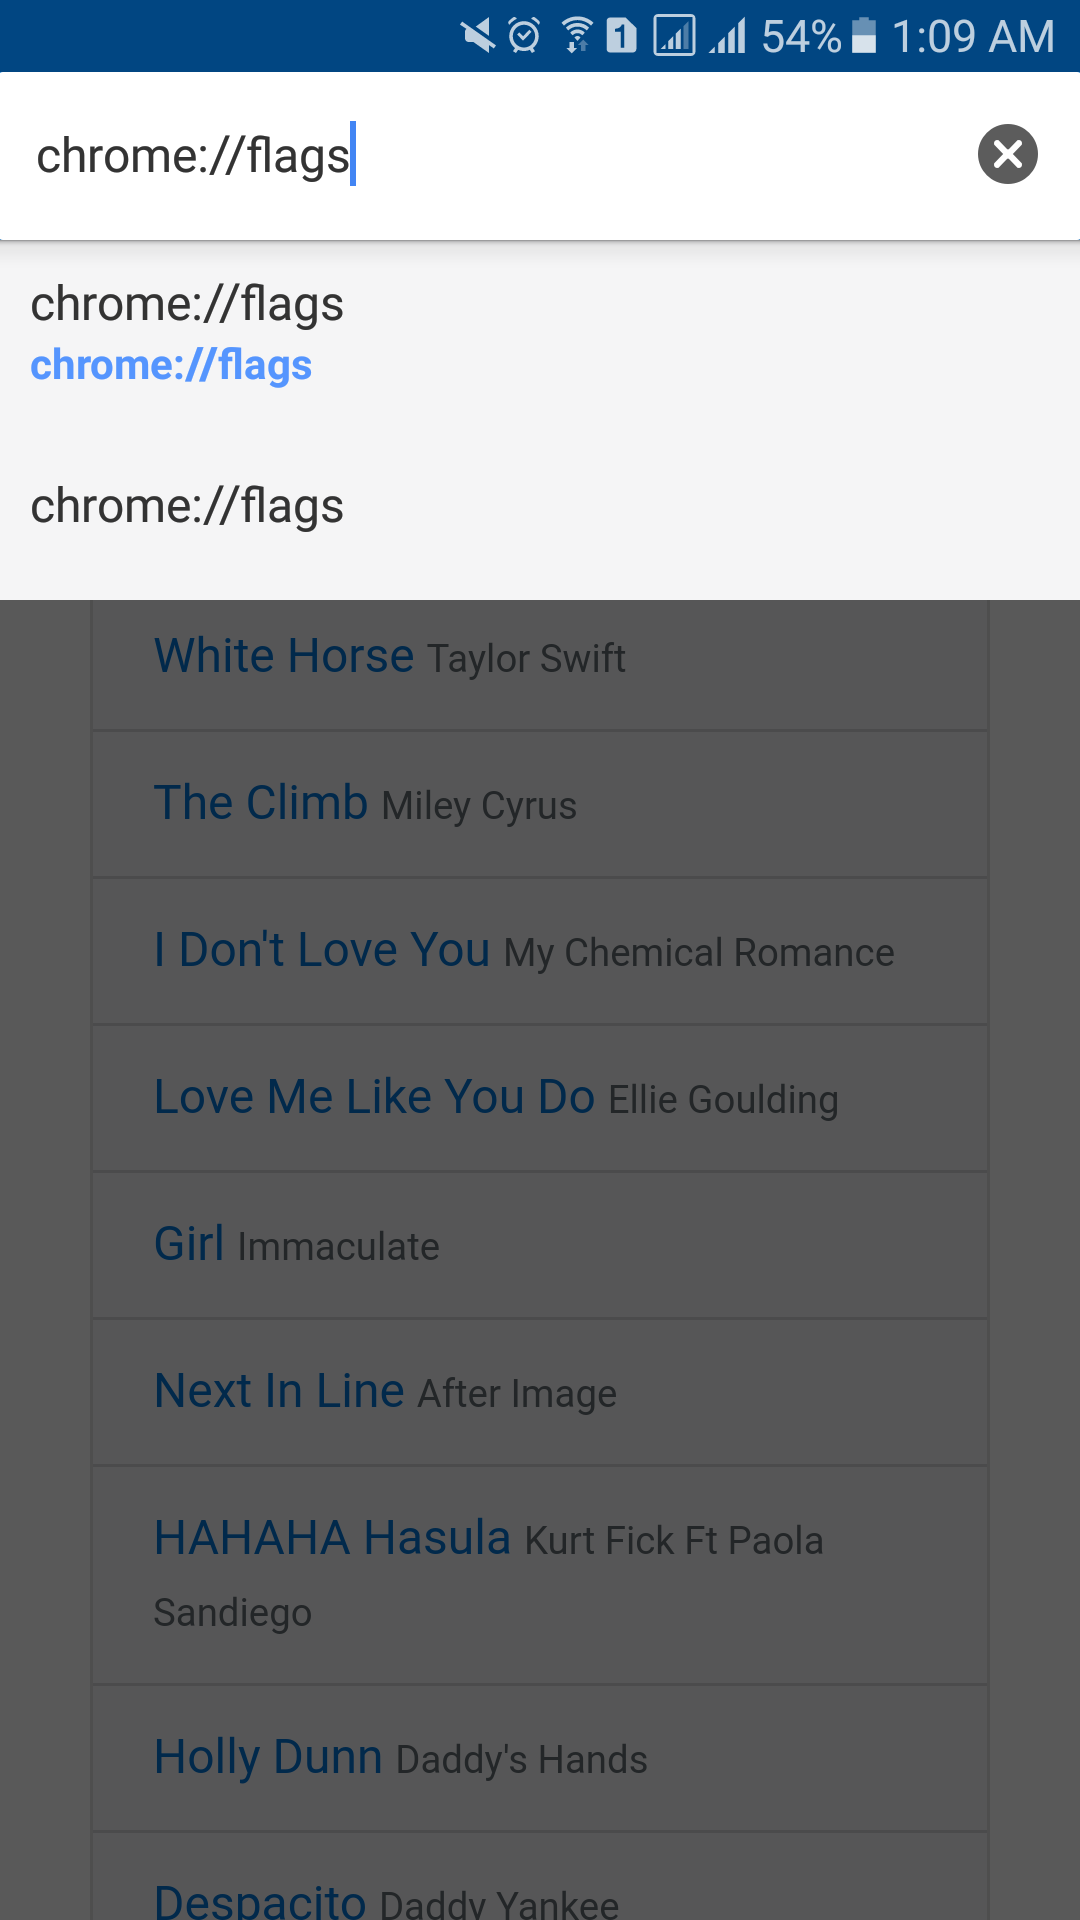 1 54% 1:09 AM
chrome://flags
chrome://flags
chrome://flags
chrome://flags
White Horse Taylor Swift
The Climb Miley Cyrus
I Don't Love You My Chemical Romance
Love Me Like You Do Ellie Goulding
Girl Immaculate
Next In Line After Image
HAHAHA Hasula Kurt Fick Ft Paola
Sandiego
Holly Dunn Daddy's Hands
Despacito Daddy Yankee